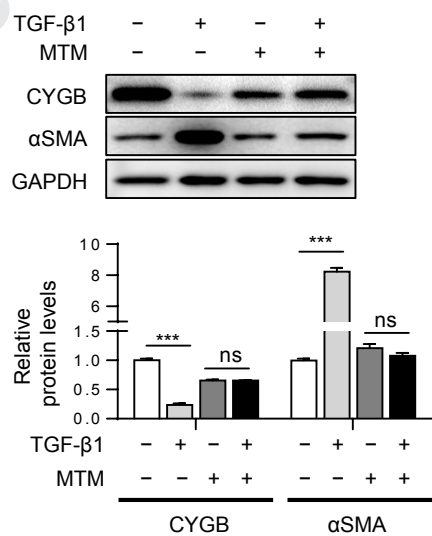 TGF-β1 − + − +
MTM − − + +
CYGB
αSMA
GAPDH
10
8
6
1.5
1.0
0.5
0.0
Relative
protein levels
***
ns
***
ns
TGF-β1 − + − + − + − +
MTM − − + + − − + +
CYGB αSMA